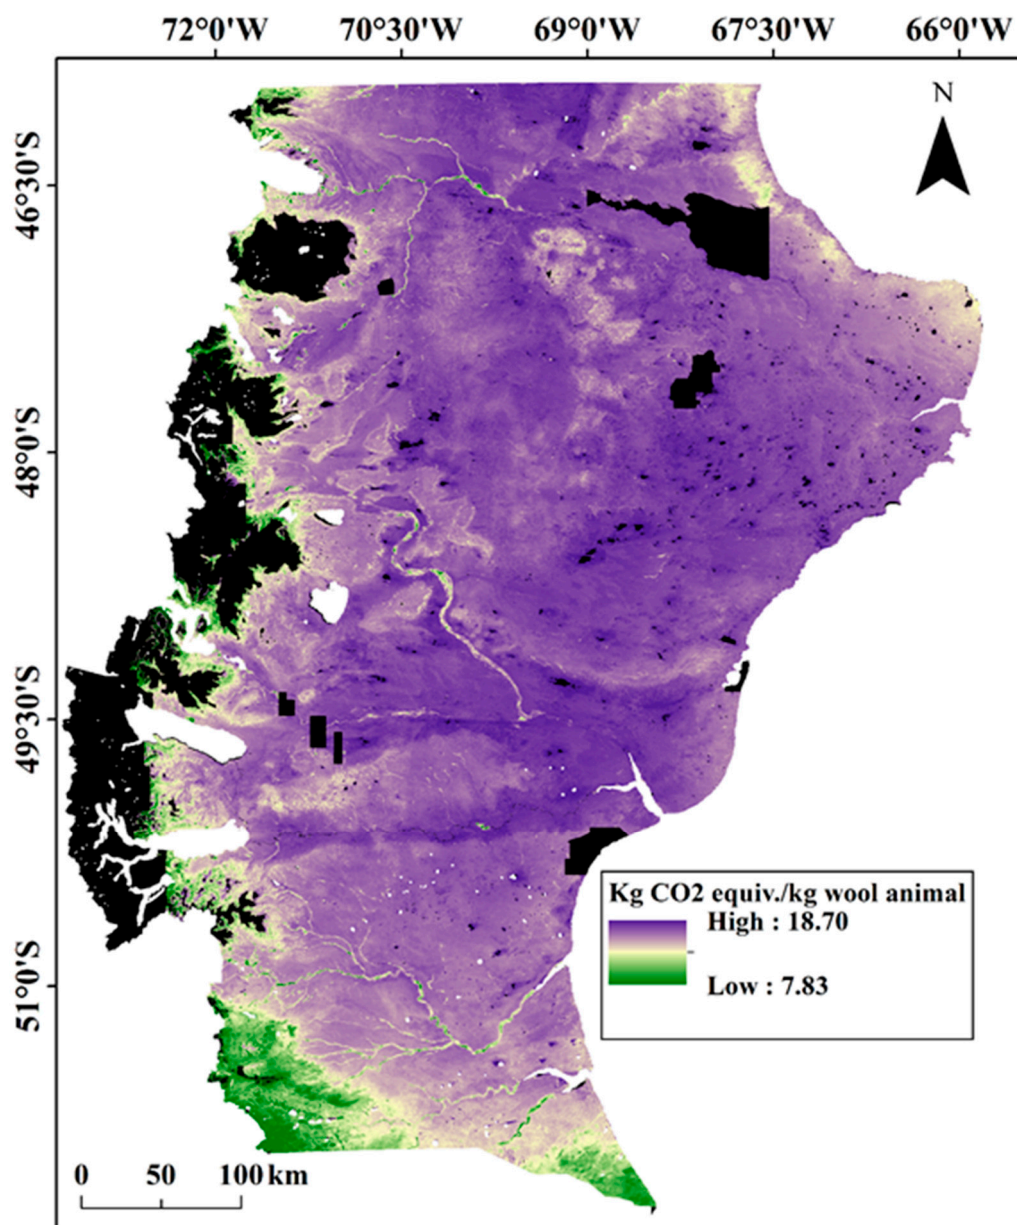 72°0'W 70°30'W 69°0'W 67°30'W 66°0'W
N
46°30'S
48°0'S
49°30'S
51°0'S
Kg CO2 equiv./kg wool animal
High : 18.70
Low : 7.83
0 50 100 km